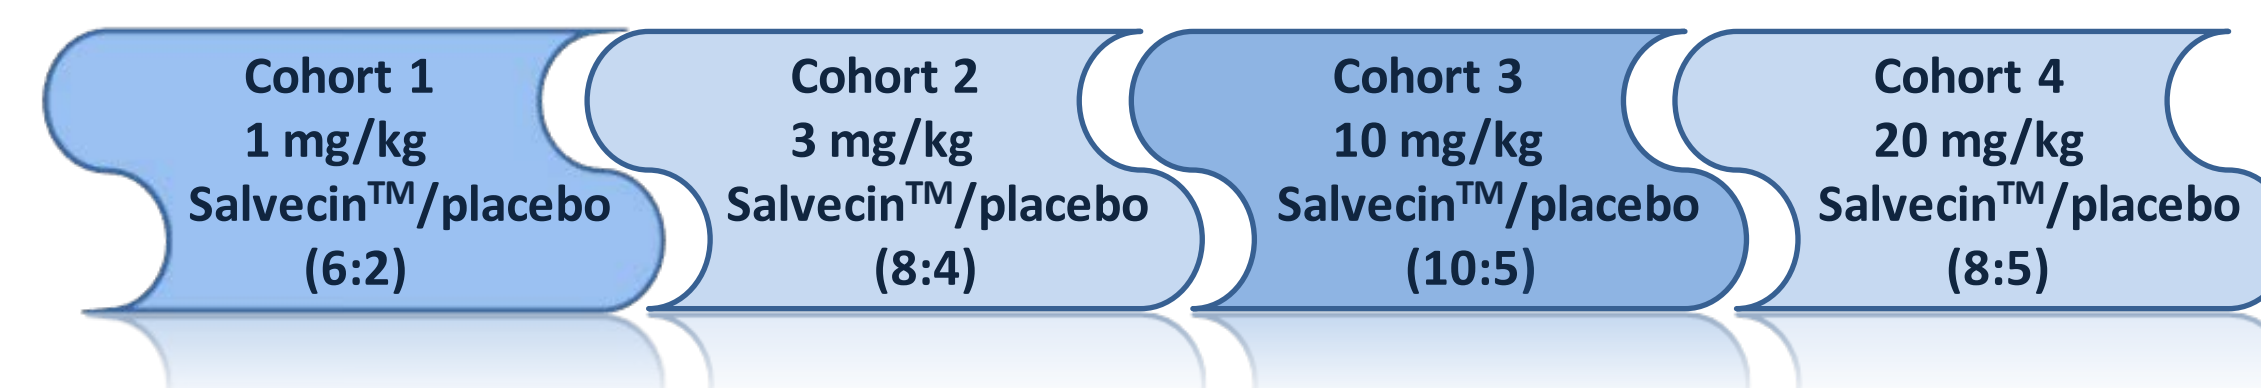 Cohort 1
1 mg/kg
Salvecin™/placebo
(6:2)
Cohort 2
3 mg/kg
Salvecin™/placebo
(8:4)
Cohort 3
10 mg/kg
Salvecin™/placebo
(10:5)
Cohort 4
20 mg/kg
Salvecin™/placebo
(8:5)